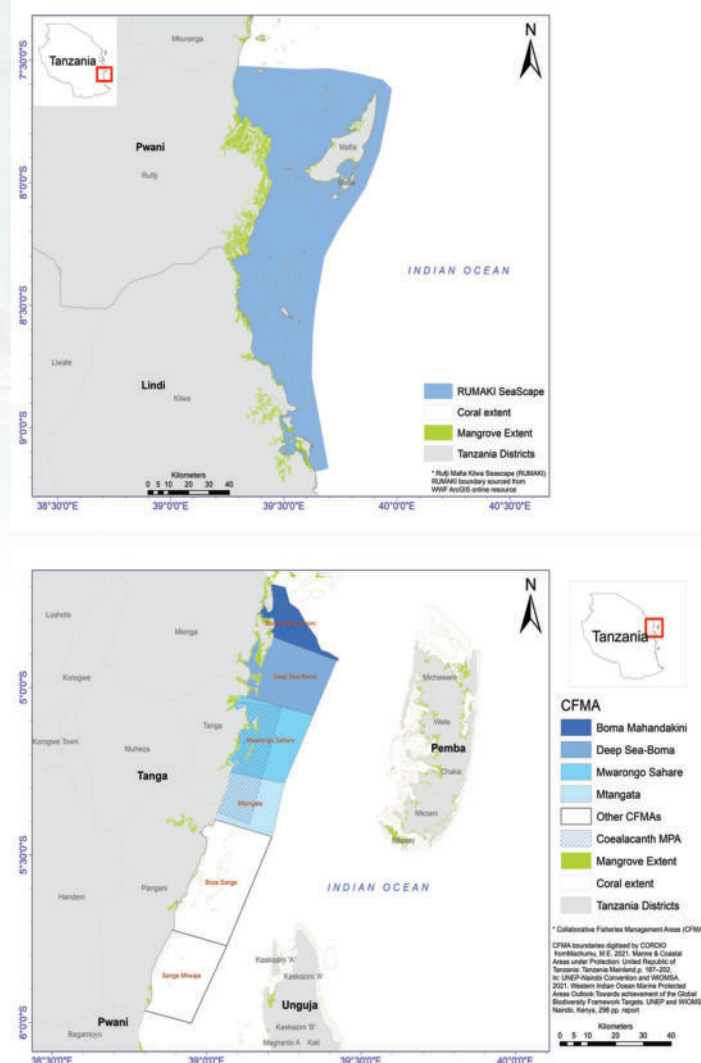 N
Tanzania
Mkuranga
7°30'0"S
Pwani
Rufiji
Mafia
8°0'0"S
INDIAN OCEAN
8°30'0"S
Liwale
Lindi
Kilwa
9°0'0"S
RUMAKI SeaScape
Coral extent
Mangrove Extent
Tanzania Districts
* Rufiji Mafia Kilwa Seascape (RUMAKI)
RUMAKI boundary sourced from
WWF ArcGIS online resource
Kilometers
0 5 10 20 30 40
38°30'0"E 39°0'0"E 39°30'0"E 40°0'0"E 40°30'0"E
N
Tanzania
Lushoto
Mkinga
Deep Sea-Boma
5°0'0"S
Korogwe
Micheweni
Wete
Tanga
Mwarongo Sahare
Korogwe Town
Muheza
Pemba
Chake
Tanga
Mtangata
Mkoani
5°30'0"S
Boza Sange
Pangani
Handeni
INDIAN OCEAN
Sange Mkwaja
Kaskazini 'A'
Kaskazini 'A'
Unguja
Pwani
6°0'0"S
Bagamoyo
Kaskazini 'B'
Magharibi A Kati
38°30'0"E 39°0'0"E 39°30'0"E 40°0'0"E
CFMA
Boma Mahandakini
Deep Sea-Boma
Mwarongo Sahare
Mtangata
Other CFMAs
Coealacanth MPA
Mangrove Extent
Coral extent
Tanzania Districts
* Collaborative Fisheries Management Areas (CFMA
CFMA boundaries digitised by CORDIO
fromMachumu, M.E. 2021. Marine & Coastal
Areas under Protection: United Republic of
Tanzania: Tanzania Mainland.p. 167–202.
In: UNEP-Nairobi Convention and WIOMSA.
2021. Western Indian Ocean Marine Protected
Areas Outlook:Towards achievement of the Global
Biodiversity Framework Targets. UNEP and WIOMS
Nairobi, Kenya, 298 pp. report
Kilometers
0 5 10 20 30 40